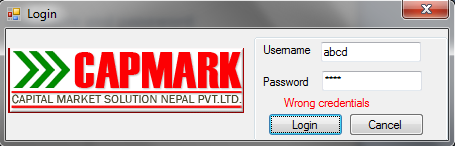 Login
Username abcd
CAPMARK
CAPITAL MARKET SOLUTION NEPAL PVT.LTD.
Password ****
Wrong credentials
Login Cancel